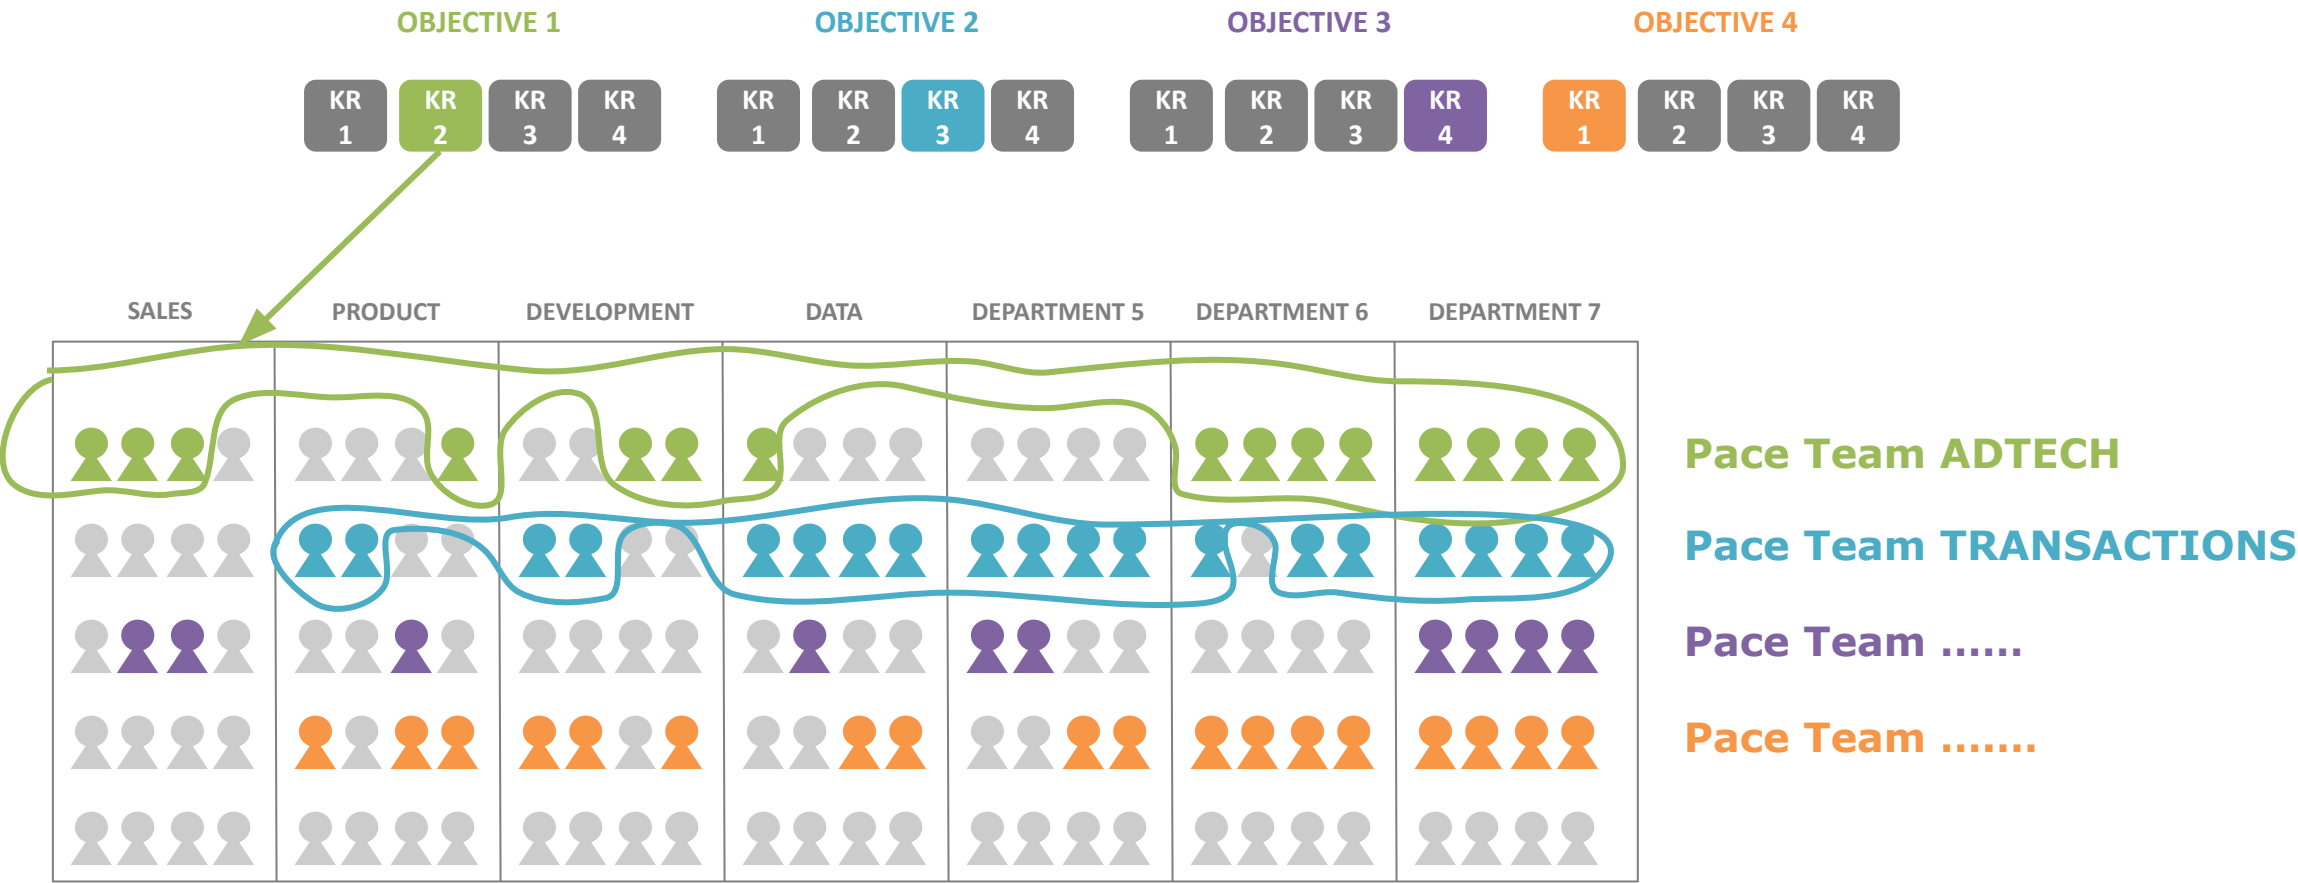 OBJECTIVE 1 OBJECTIVE 2 OBJECTIVE 3 OBJECTIVE 4
KR KR KR KR KR KR KR KR KR KR KR KR KR KR KR KR
1 2 3 4 1 2 3 4 1 2 3 4 1 2 3 4
SALES PRODUCT DEVELOPMENT DATA DEPARTMENT 5 DEPARTMENT 6 DEPARTMENT 7
Pace Team ADTECH
Pace Team TRANSACTIONS
Pace Team ......
Pace Team .......